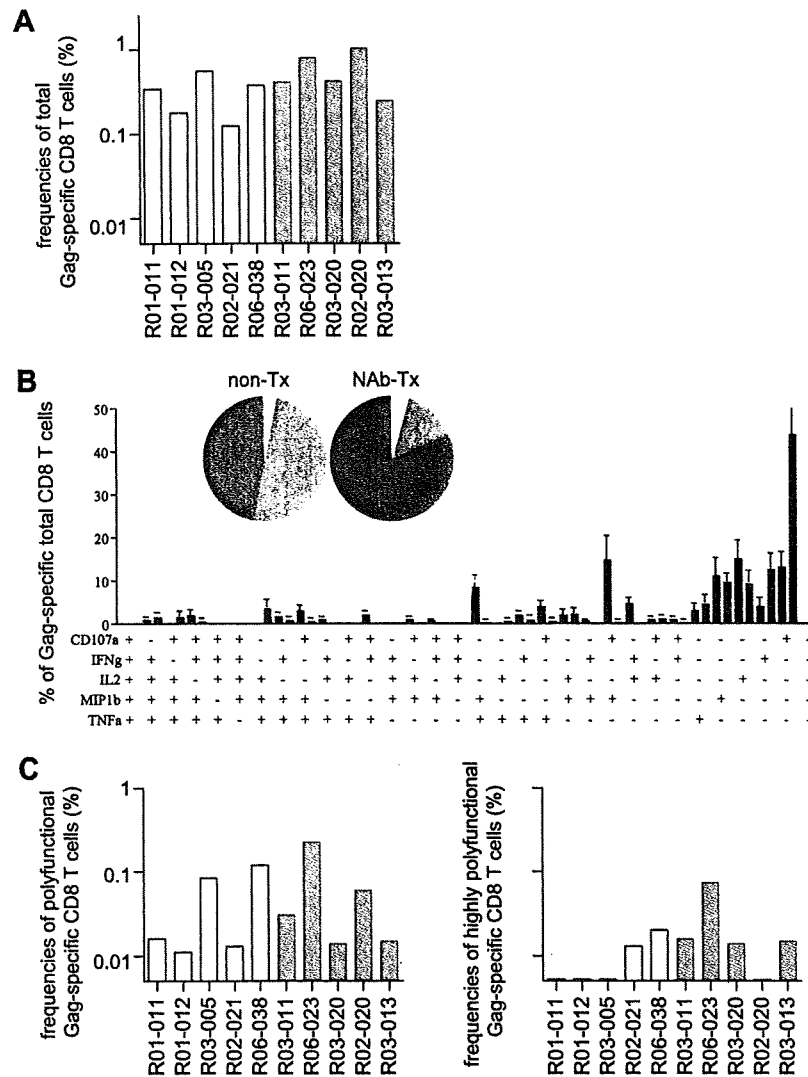 A
frequencies of total
Gag-specific CD8 T cells (%)
1
0.1
0.01
R01-011
R01-012
R03-005
R02-021
R06-038
R03-011
R06-023
R03-020
R02-020
R03-013
B
non-Tx
NAb-Tx
% of Gag-specific total CD8 T cells
50
40
30
20
10
0
CD107a
IFNg
IL2
MIP1b
TNFa
C
frequencies of polyfunctional
Gag-specific CD8 T cells (%)
1
0.1
0.01
R01-011
R01-012
R03-005
R02-021
R06-038
R03-011
R06-023
R03-020
R02-020
R03-013
frequencies of highly polyfunctional
Gag-specific CD8 T cells (%)
R01-011
R01-012
R03-005
R02-021
R06-038
R03-011
R06-023
R03-020
R02-020
R03-013